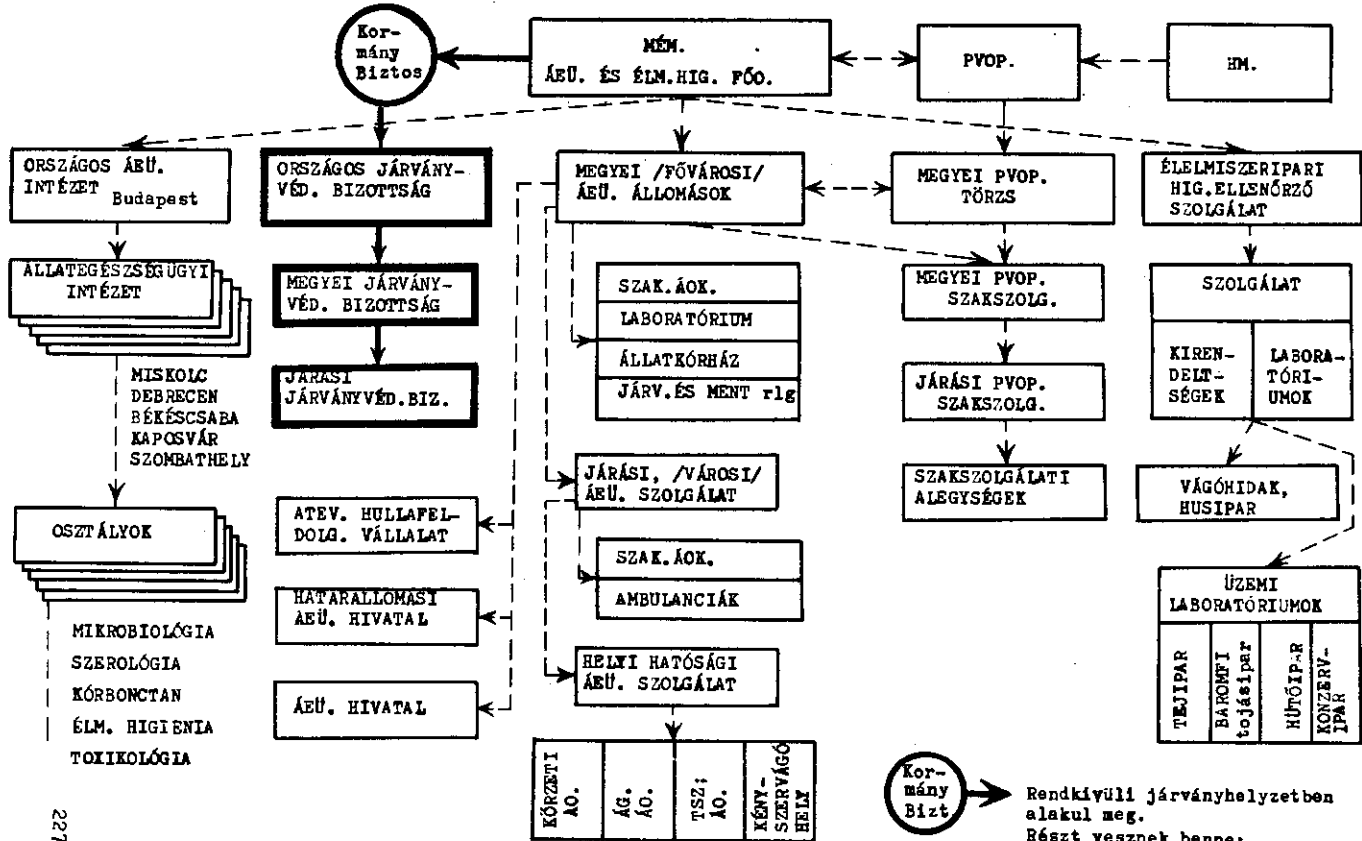 Kor-
mány
Biztos
MÉM.
ÁEÜ. ÉS ÉLM.HIG. FŐO.
PVOP.
HM.
ORSZÁGOS ÁEÜ.
INTÉZET
Budapest
ORSZÁGOS JÁRVÁNY-
VÉD. BIZOTTSÁG
MEGYEI /FŐVÁROSI/
ÁEÜ. ÁLLOMÁSOK
MEGYEI PVOP.
TÖRZS
ÉLELMISZERIPARI
HIG.ELLENŐRZŐ
SZOLGÁLAT
ÁLLATEGÉSZSÉGÜGYI
INTÉZET
MEGYEI JÁRVÁNY-
VÉD. BIZOTTSÁG
SZAK.ÁOK.
LABORATÓRIUM
ÁLLATKÓRHÁZ
JÁRV.ÉS MENT rlg
MEGYEI PVOP.
SZAKSZOLG.
SZOLGÁLAT
KIREN-
DELT-
SÉGEK
LABORA-
TÓRI-
UMOK
MISKOLC
DEBRECEN
BÉKÉSCSABA
KAPOSVÁR
SZOMBATHELY
JÁRÁSI
JÁRVÁNYVÉD.BIZ.
JÁRÁSI PVOP.
SZAKSZOLG.
JÁRÁSI, /VÁROSI/
ÁEÜ. SZOLGÁLAT
SZAKSZOLGÁLATI
ALEGYSÉGEK
VÁGÓHIDAK,
HUSIPAR
OSZTÁLYOK
ATEV. HULLAFEL-
DOLG. VÁLLALAT
SZAK.ÁOK.
AMBULANCIÁK
HATÁRÁLLOMÁSI
ÁEÜ. HIVATAL
ÜZEMI
LABORATÓRIUMOK
TEJIPAR
BAROMFI
tojásipar
HŰTŐIPAR
KONZERV-
IPAR
MIKROBIOLÓGIA
SZEROLÓGIA
KÓRBONCTAN
ÉLM. HIGIENIA
TOXIKOLÓGIA
HELYI HATÓSÁGI
ÁEÜ. SZOLGÁLAT
ÁEÜ. HIVATAL
KÖRZETI
ÁO.
ÁG.
ÁO.
TSZ;
ÁO.
KÉNY-
SZERVÁGÓ
HELY
Kor-
mány
Bizt
Rendkivüli járványhelyzetben
alakul meg.
Részt vesznek benne:
227